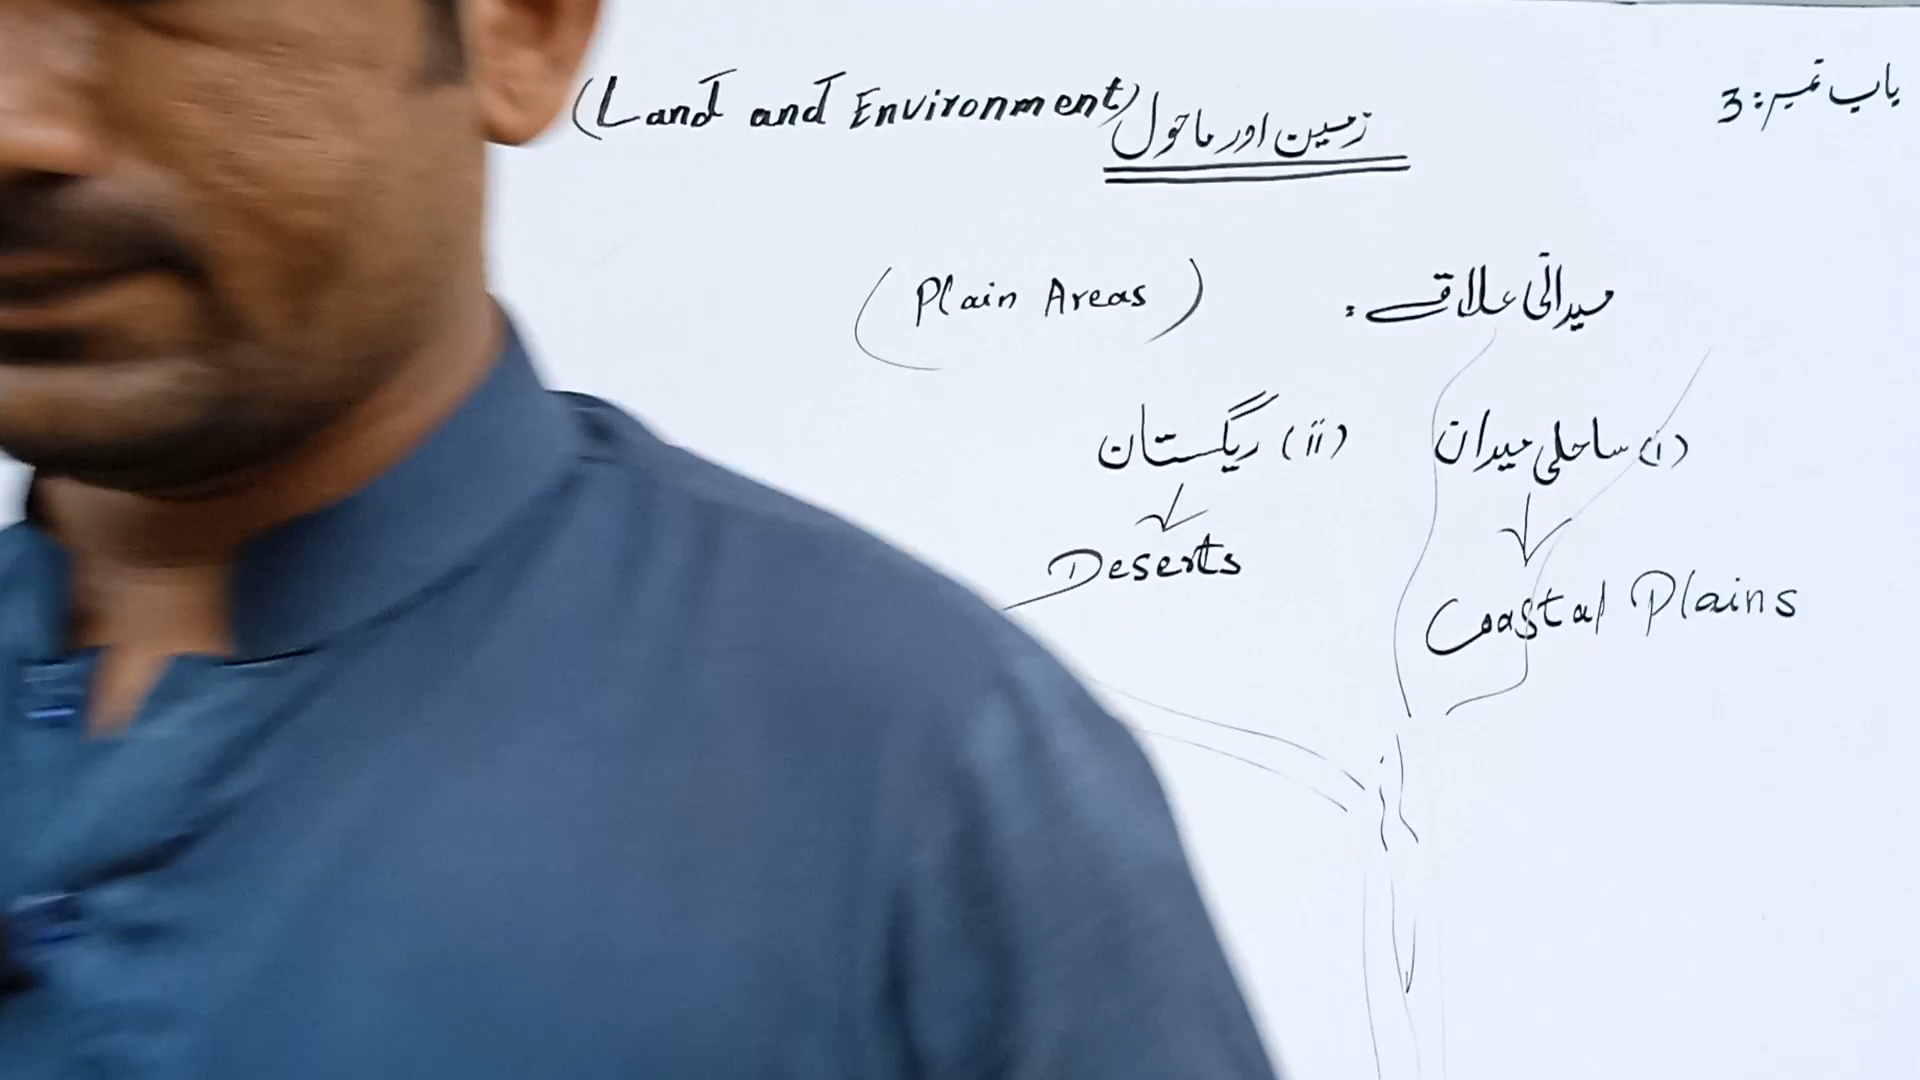 باب نمبر: 3
زمین اور ماحول (Land and Environment)
میدانی علاقے: (Plain Areas)
(i) ساحلی میدان (ii) ریگستان
Coastal Plains Deserts